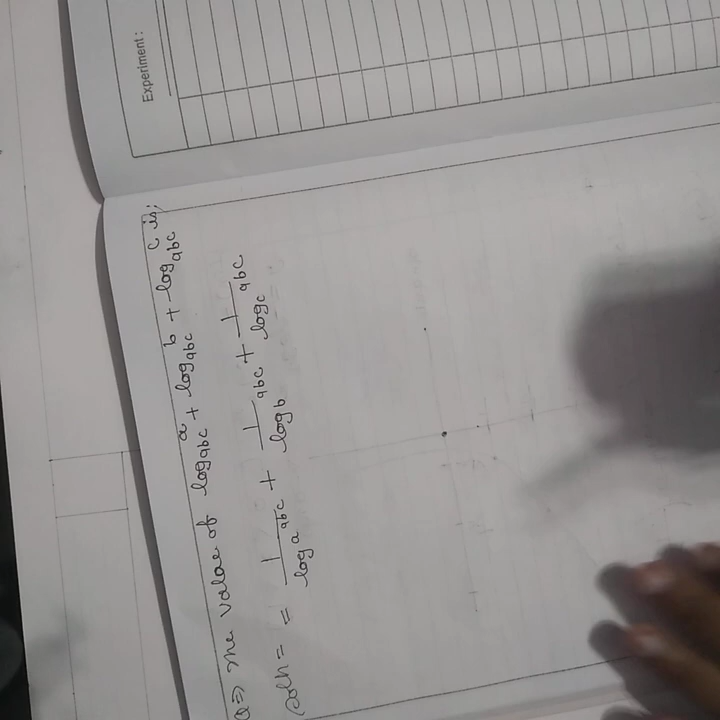 Experiment:
Q⇒ The value of log_abc^a + log_abc^b + log_abc^c is;
Soln = = 1/log_a^abc + 1/log_b^abc + 1/log_c^abc